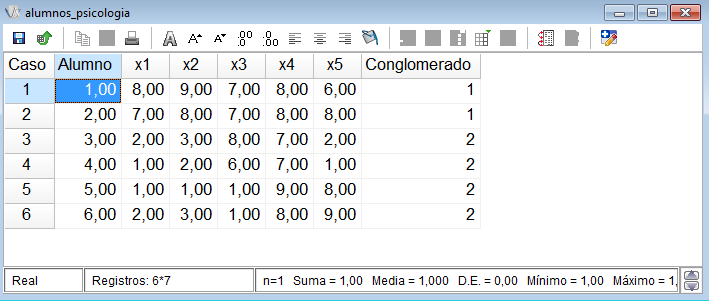 alumnos_psicologia
Caso Alumno x1 x2 x3 x4 x5 Conglomerado
1 1,00 8,00 9,00 7,00 8,00 6,00 1
2 2,00 7,00 8,00 7,00 8,00 8,00 1
3 3,00 2,00 3,00 8,00 7,00 2,00 2
4 4,00 1,00 2,00 6,00 7,00 1,00 2
5 5,00 1,00 1,00 1,00 9,00 8,00 2
6 6,00 2,00 3,00 1,00 8,00 9,00 2
Real Registros: 6*7 n=1 Suma = 1,00 Media = 1,000 D.E. = 0,00 Mínimo = 1,00 Máximo = 1,